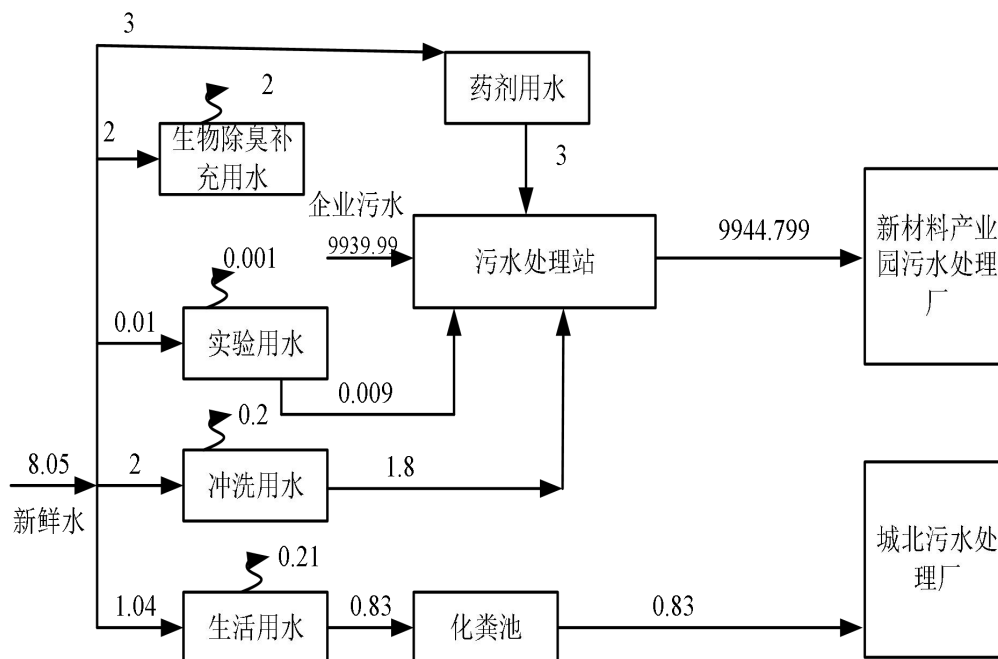 3
药剂用水
2
2
生物除臭补
充用水
3
企业污水
9939.99
污水处理站
9944.799
新材料产业
园污水处理
厂
0.001
0.01
实验用水
0.009
0.2
8.05
新鲜水
2
冲洗用水
1.8
城北污水处
理厂
0.21
1.04
生活用水
0.83
化粪池
0.83